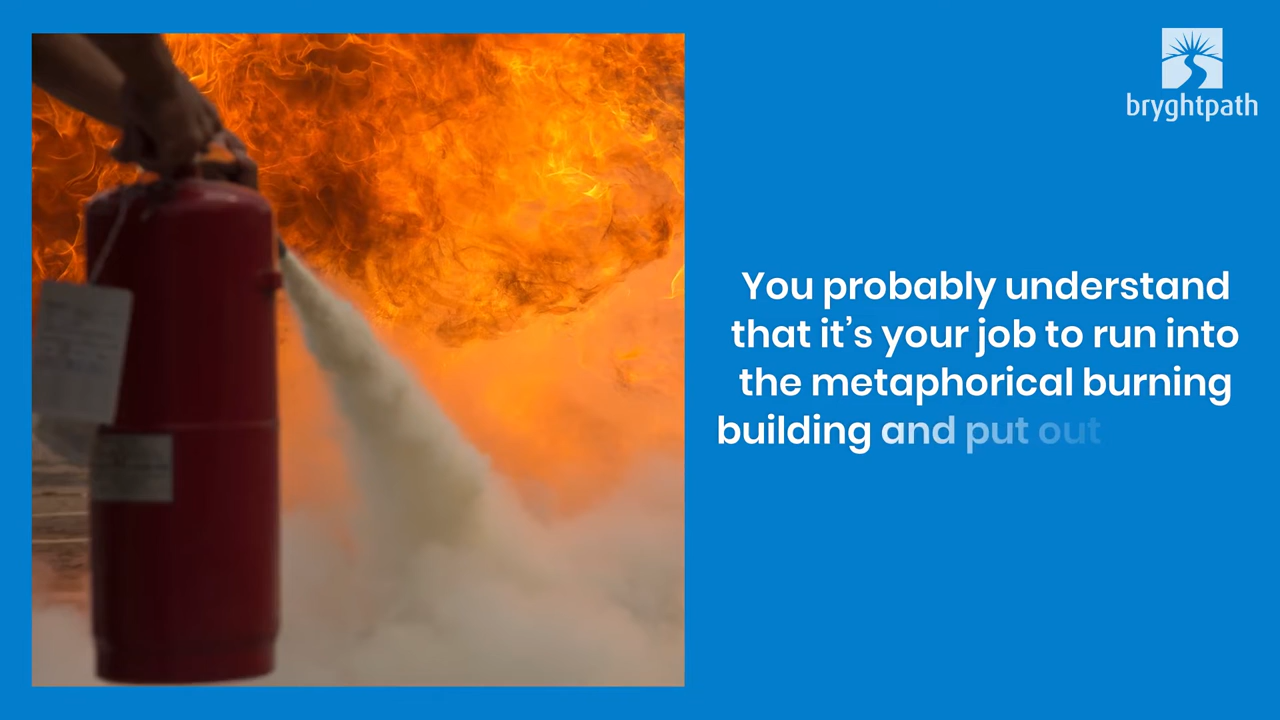 bryghtpath
You probably understand
that it’s your job to run into
the metaphorical burning
building and put out